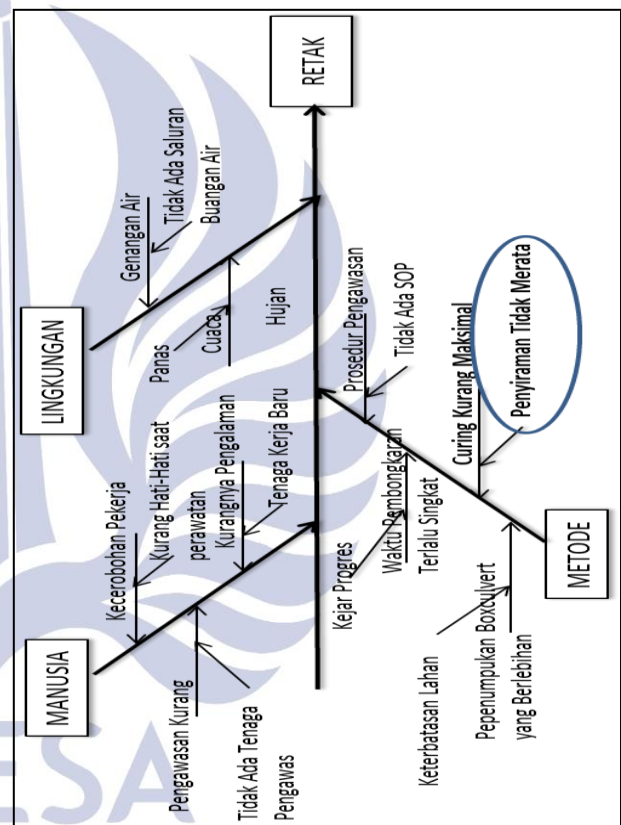 MANUSIA
LINGKUNGAN
Kecerobohan Pekerja
Kurang Hati-Hati saat
perawatan
Kurangnya Pengalaman
Tenaga Kerja Baru
Pengawasan Kurang
Tidak Ada Tenaga
Pengawas
Genangan Air
Tidak Ada Saluran
Buangan Air
Panas
Cuaca
Hujan
RETAK
Kejar Progres
Waktu Pembongkaran
Terlalu Singkat
Prosedur Pengawasan
Tidak Ada SOP
Keterbatasan Lahan
Pepenumpukan Boxculvert
yang Berlebihan
Curing Kurang Maksimal
Penyiraman Tidak Merata
METODE
ESA